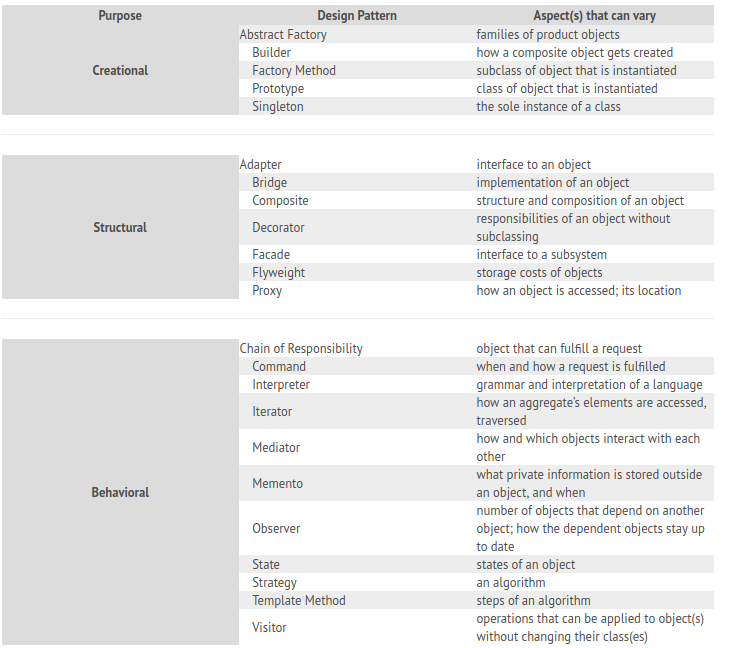 Purpose Design Pattern Aspect(s) that can vary
Creational
Abstract Factory families of product objects
Builder how a composite object gets created
Factory Method subclass of object that is instantiated
Prototype class of object that is instantiated
Singleton the sole instance of a class
Structural
Adapter interface to an object
Bridge implementation of an object
Composite structure and composition of an object
Decorator responsibilities of an object without
subclassing
Facade interface to a subsystem
Flyweight storage costs of objects
Proxy how an object is accessed; its location
Behavioral
Chain of Responsibility object that can fulfill a request
Command when and how a request is fulfilled
Interpreter grammar and interpretation of a language
Iterator how an aggregate's elements are accessed,
traversed
Mediator how and which objects interact with each
other
Memento what private information is stored outside
an object, and when
Observer number of objects that depend on another
object; how the dependent objects stay up
to date
State states of an object
Strategy an algorithm
Template Method steps of an algorithm
Visitor operations that can be applied to object(s)
without changing their class(es)